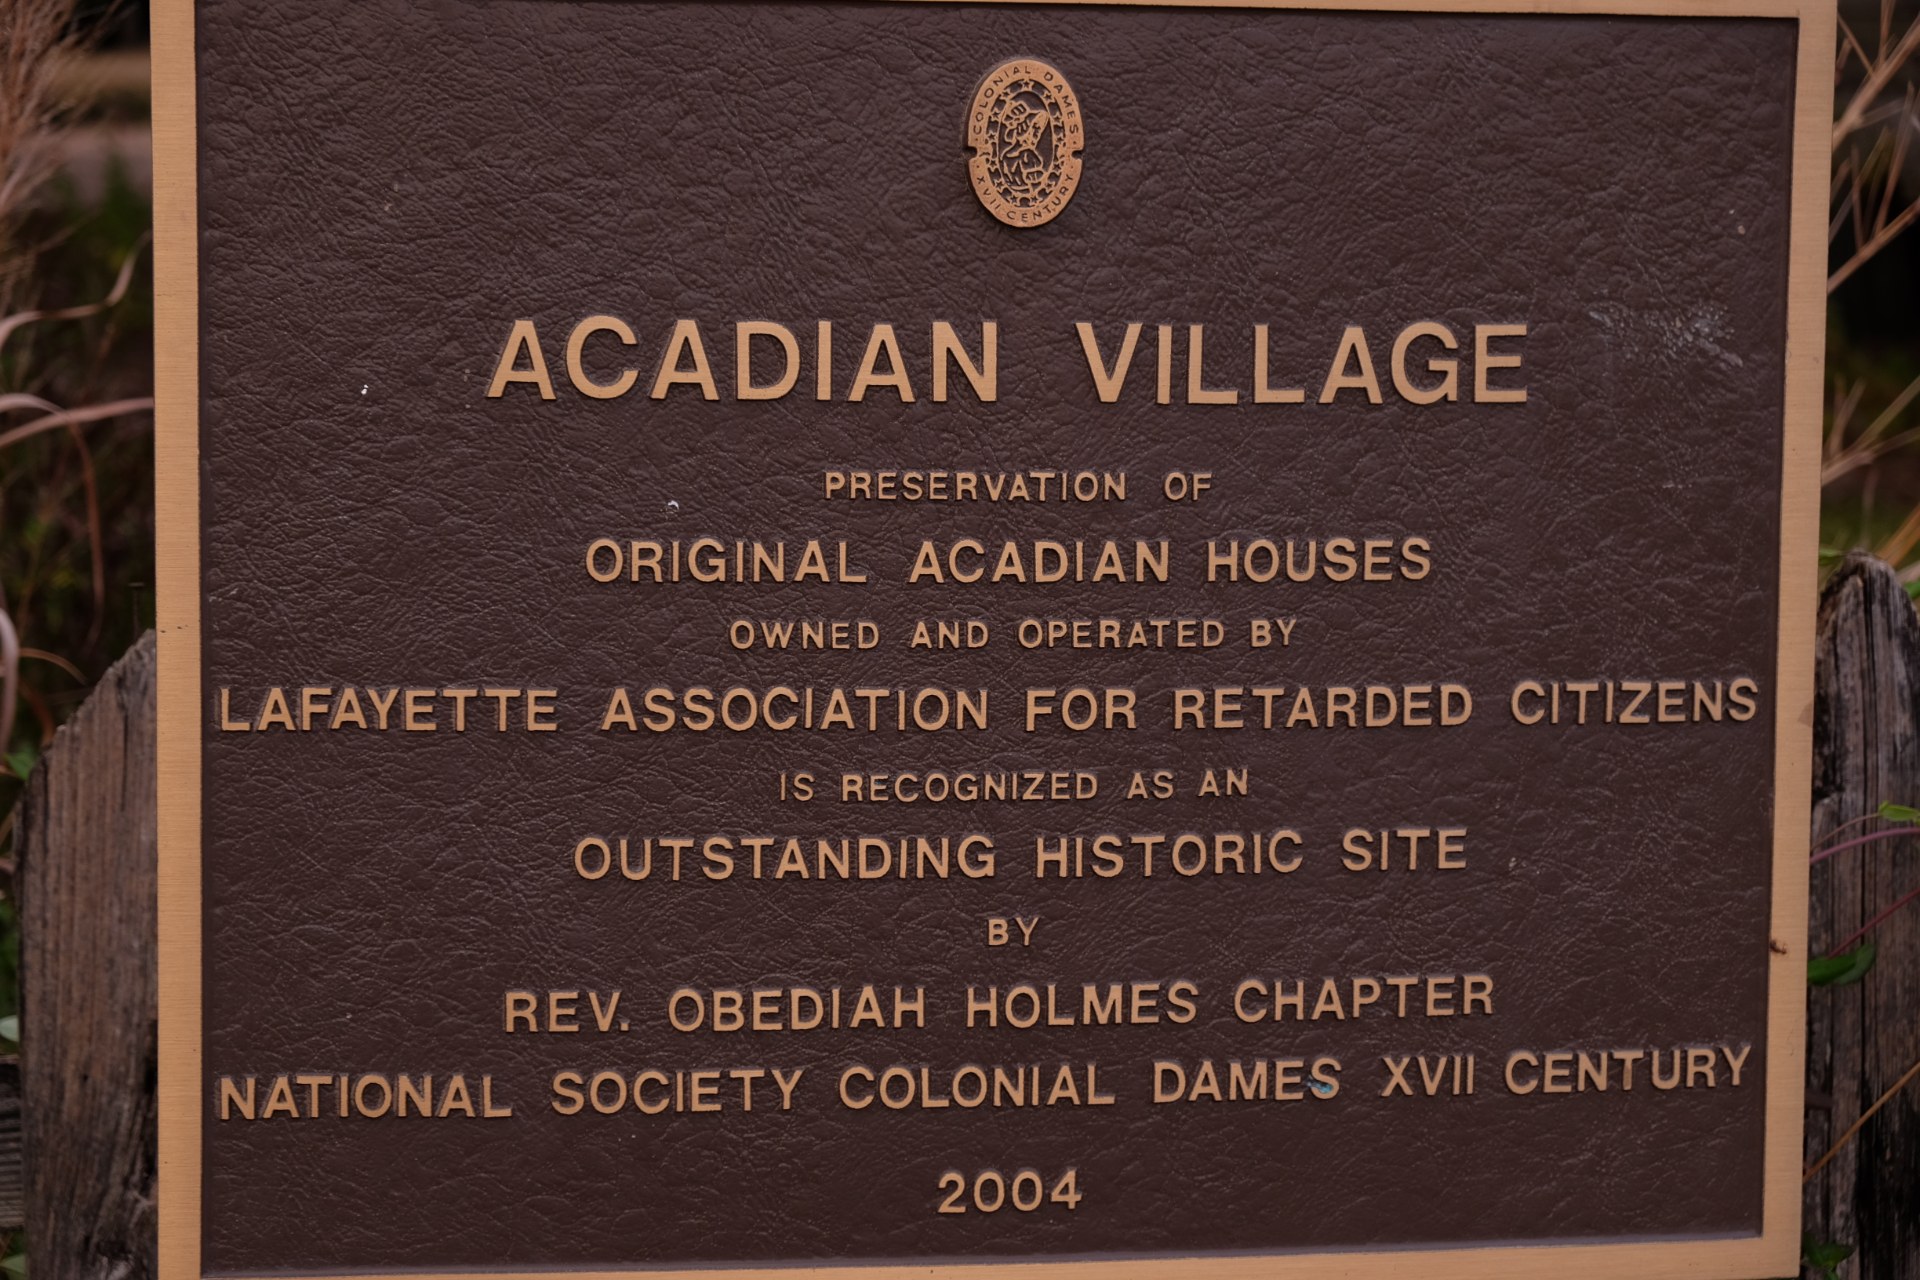 COLONIAL DAMES
XVII CENTURY
ACADIAN VILLAGE
PRESERVATION OF
ORIGINAL ACADIAN HOUSES
OWNED AND OPERATED BY
LAFAYETTE ASSOCIATION FOR RETARDED CITIZENS
IS RECOGNIZED AS AN
OUTSTANDING HISTORIC SITE
BY
REV. OBEDIAH HOLMES CHAPTER
NATIONAL SOCIETY COLONIAL DAMES XVII CENTURY
2004